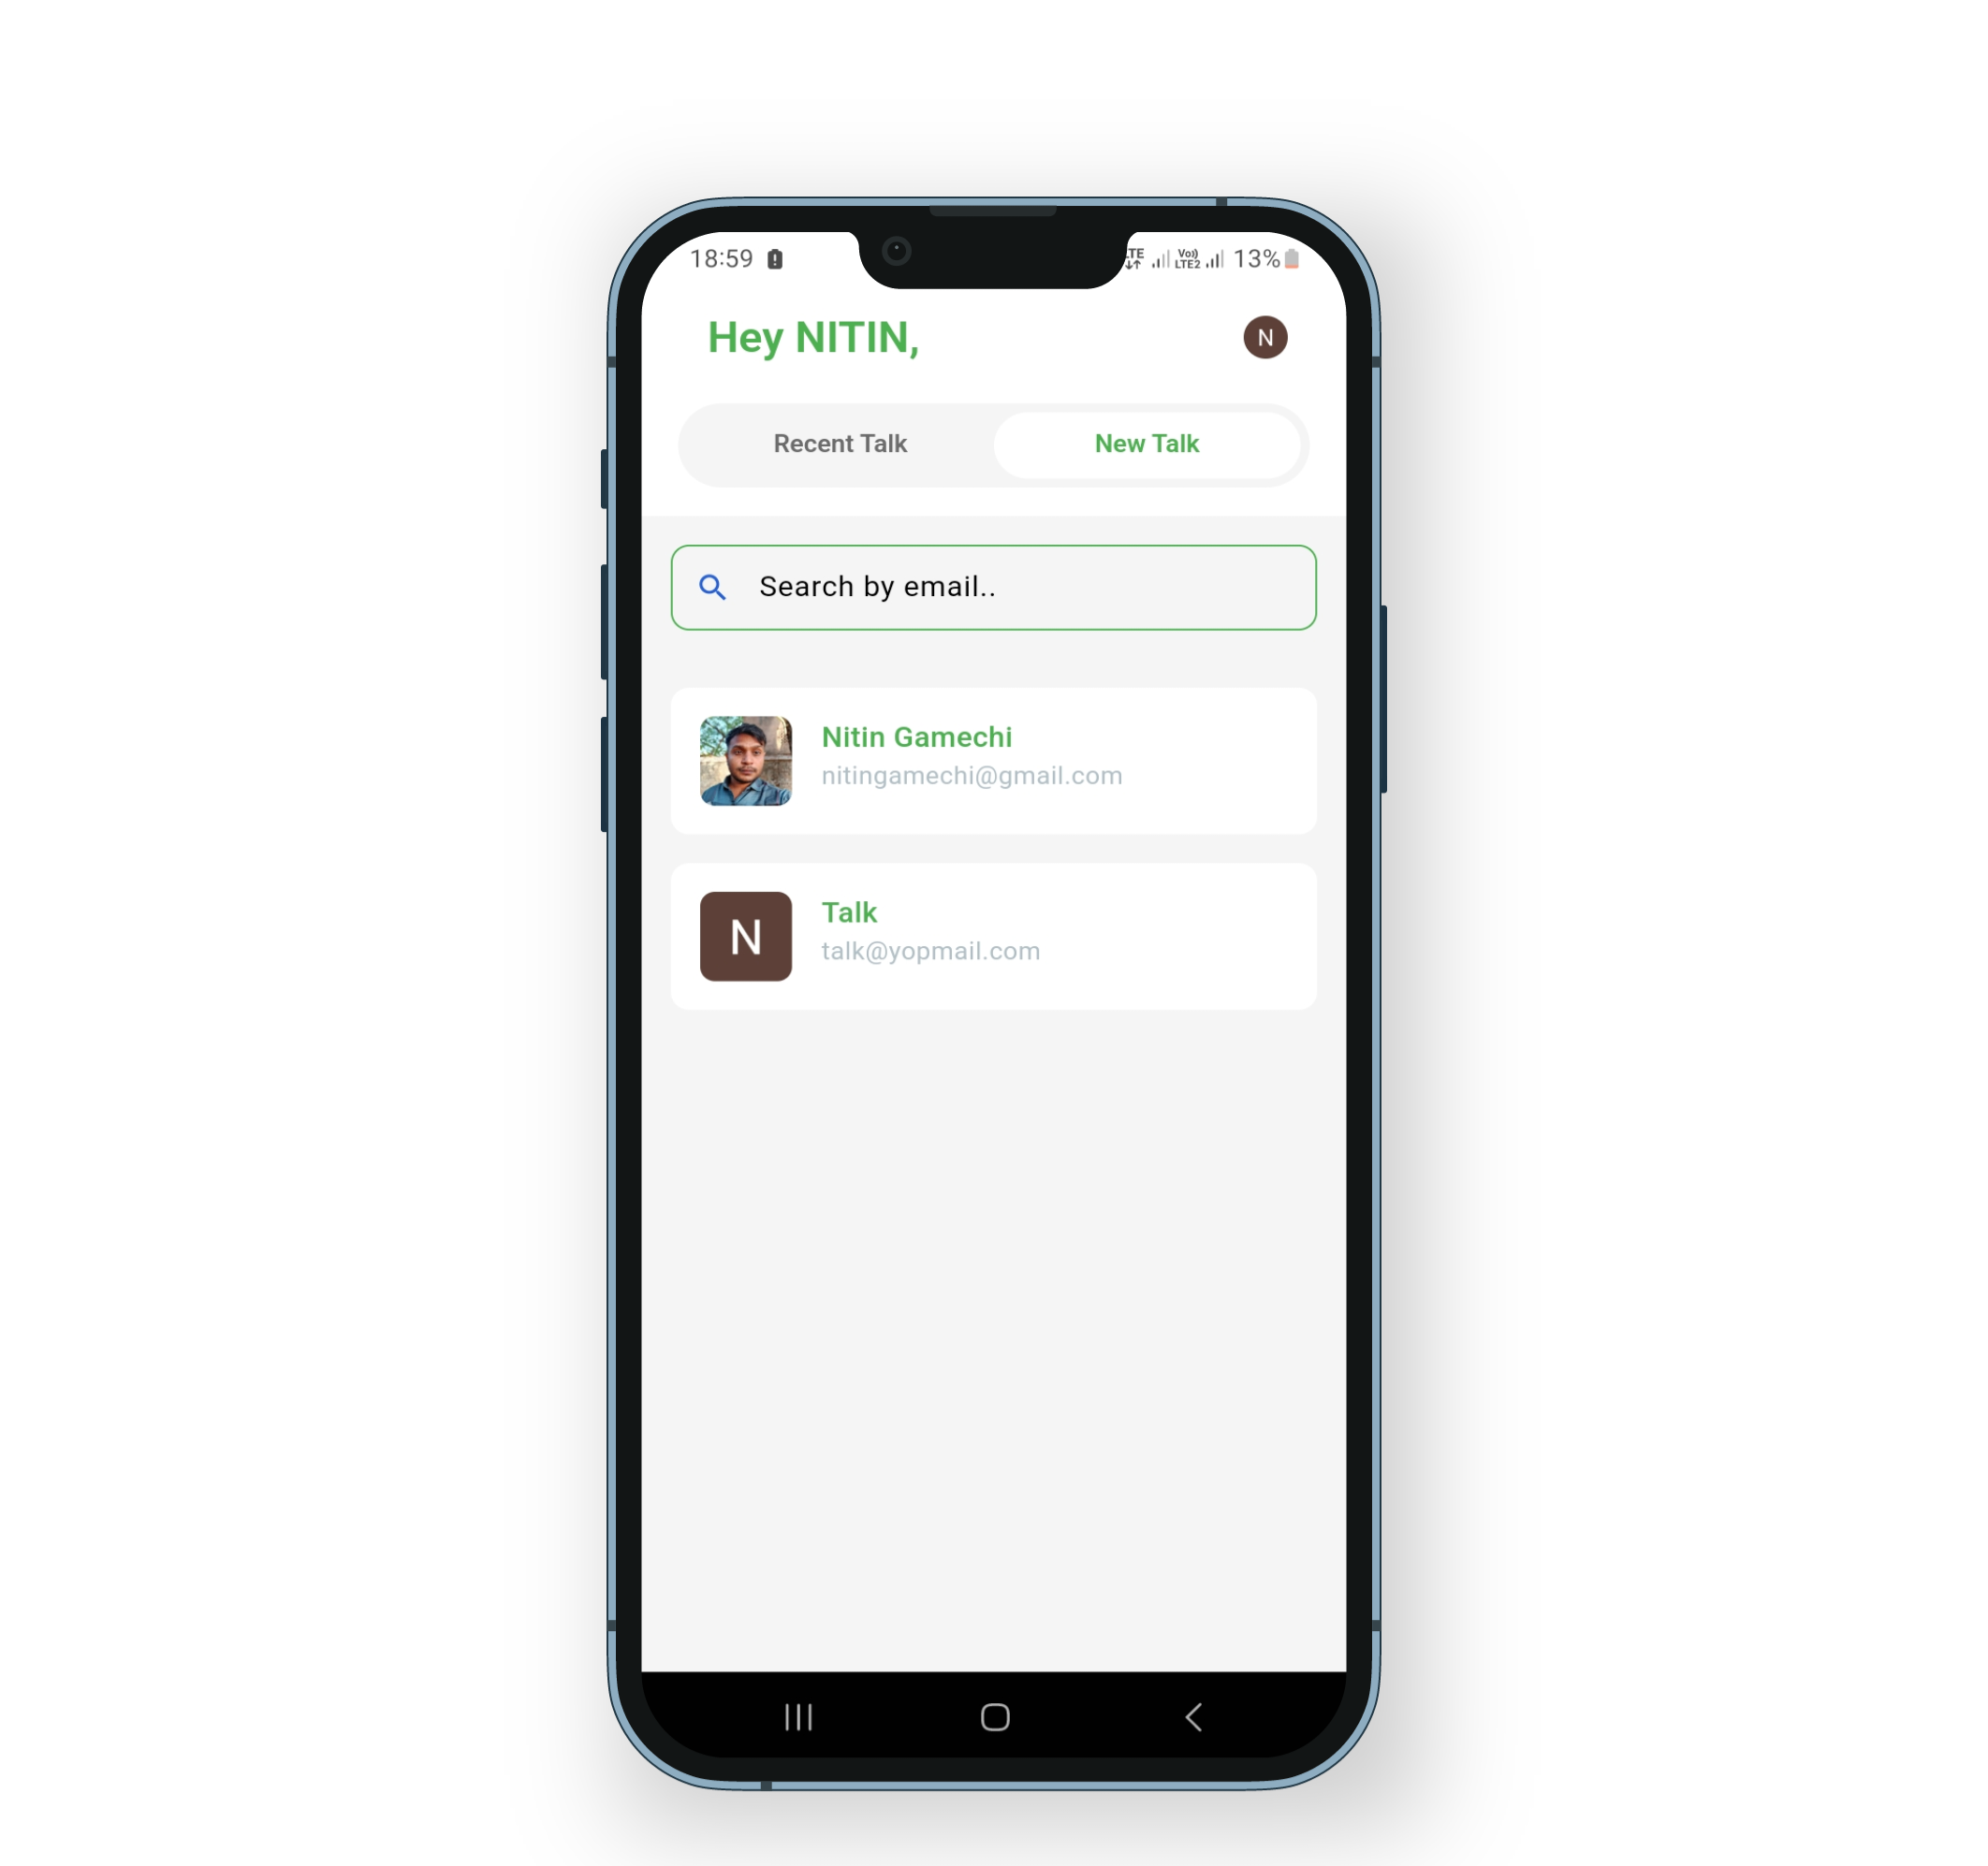 18:59 LTE Vo)) LTE2 13%
Hey NITIN, N
Recent Talk New Talk
Search by email..
Nitin Gamechi
nitingamechi@gmail.com
N Talk
talk@yopmail.com